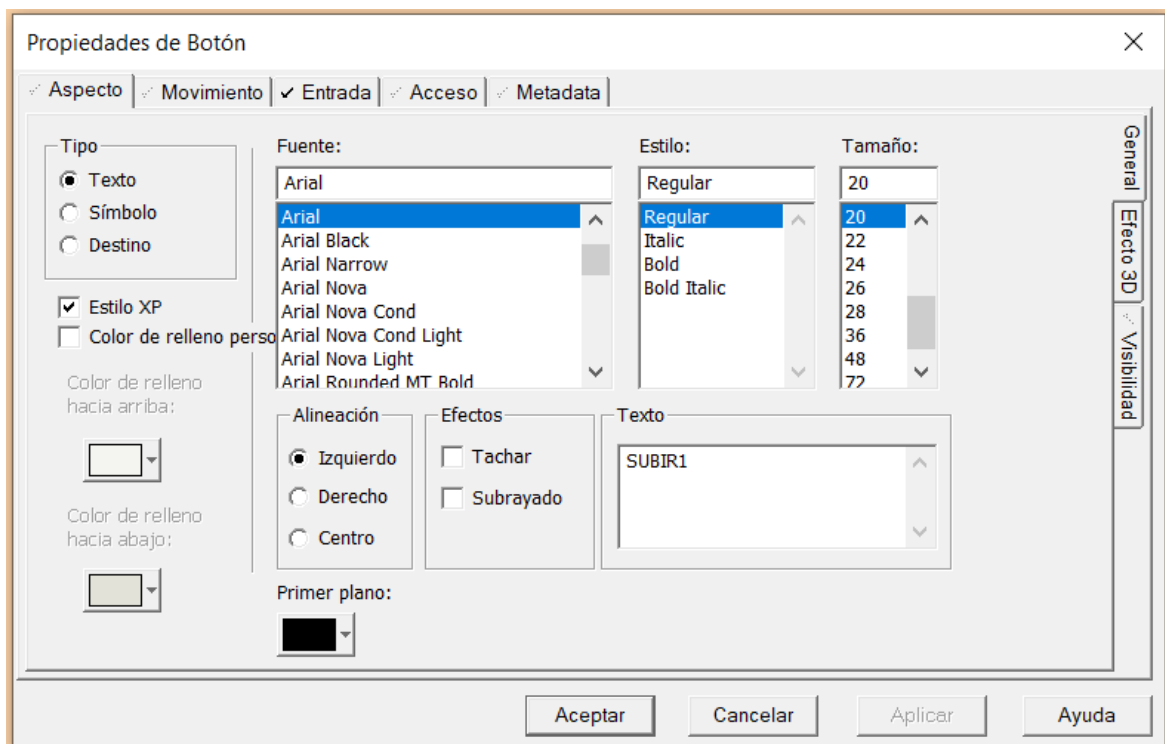 Propiedades de Botón
Aspecto Movimiento Entrada Acceso Metadata
General
Efecto 3D
Visibilidad
Tipo
Texto
Símbolo
Destino
Estilo XP
Color de relleno perso
Color de relleno
hacia arriba:
Color de relleno
hacia abajo:
Fuente:
Arial
Arial
Arial Black
Arial Narrow
Arial Nova
Arial Nova Cond
Arial Nova Cond Light
Arial Nova Light
Arial Rounded MT Bold
Estilo:
Regular
Regular
Italic
Bold
Bold Italic
Tamaño:
20
20
22
24
26
28
36
48
72
Alineación
Izquierdo
Derecho
Centro
Efectos
Tachar
Subrayado
Texto
SUBIR1
Primer plano:
Aceptar Cancelar Aplicar Ayuda